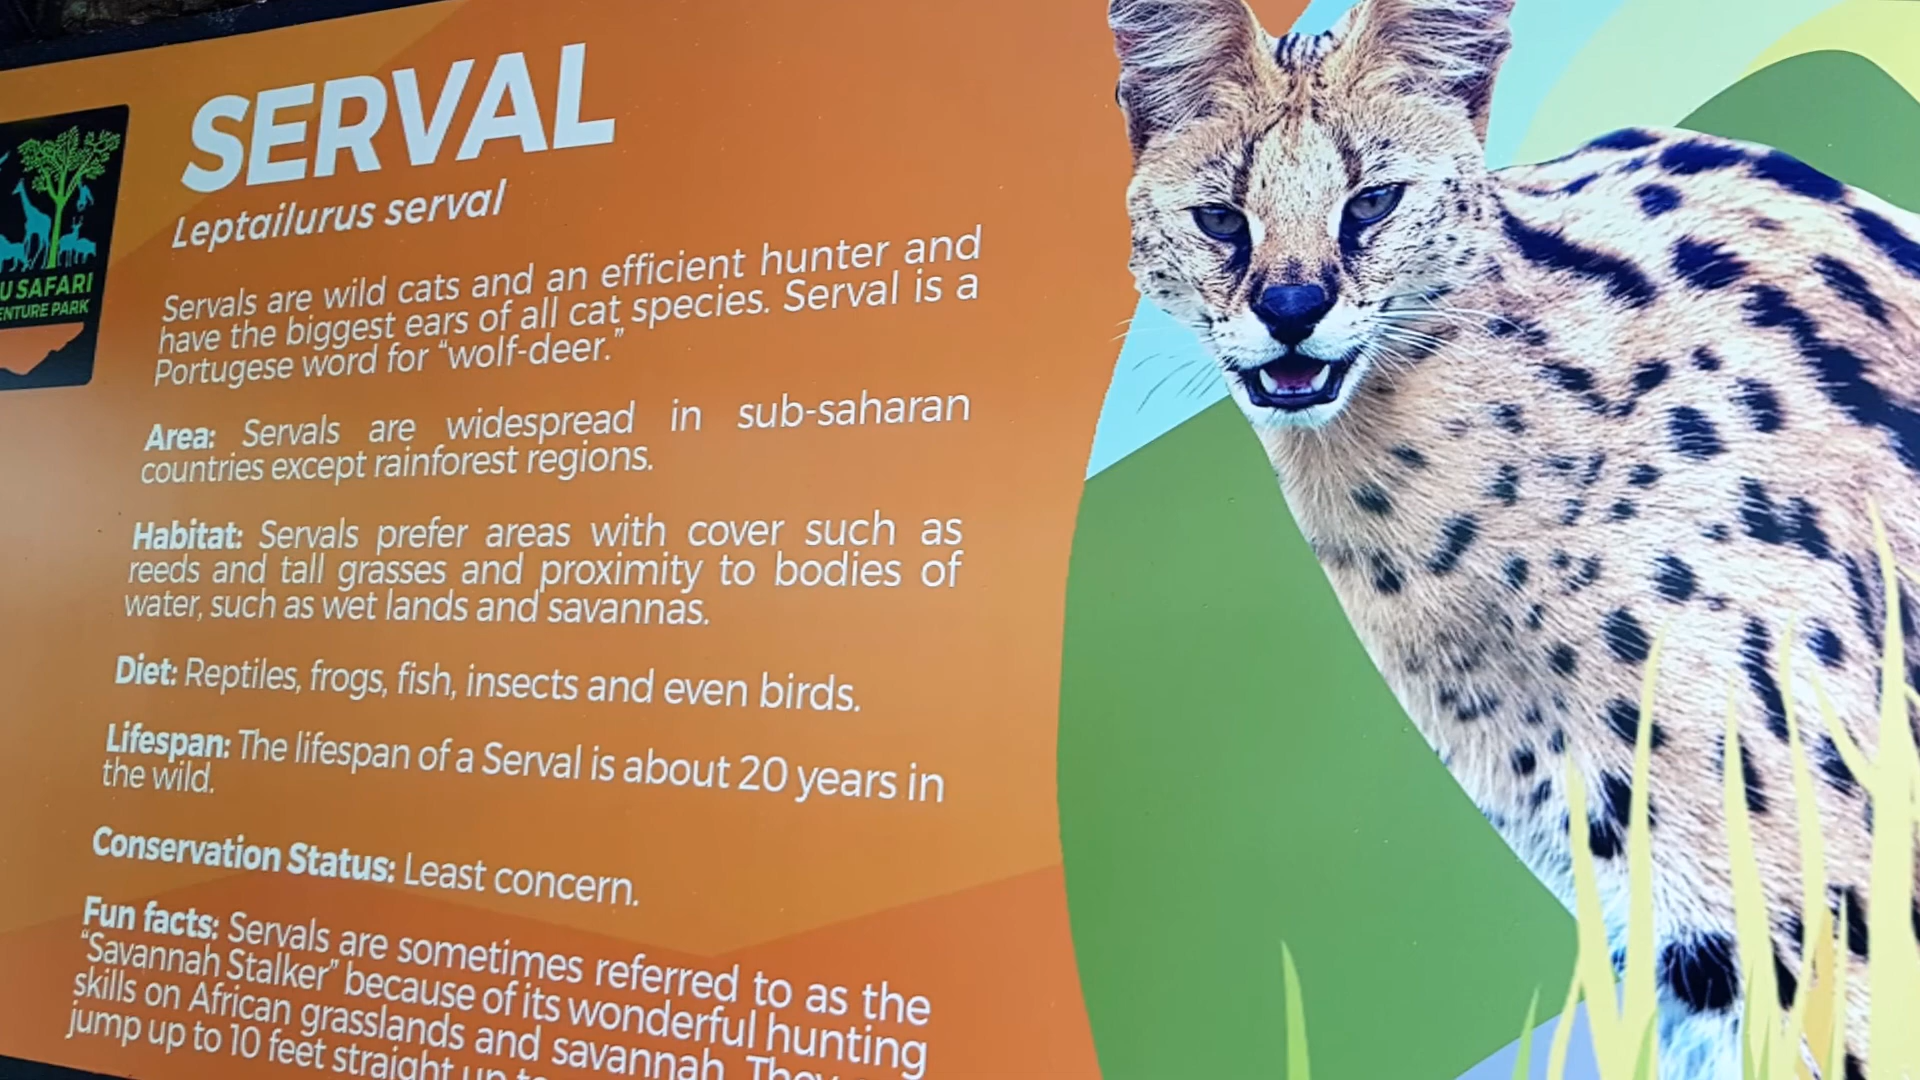 SERVAL
Leptailurus serval
U SAFARI
ENTURE PARK
Servals are wild cats and an efficient hunter and
have the biggest ears of all cat species. Serval is a
Portugese word for “wolf-deer.”
Area: Servals are widespread in sub-saharan
countries except rainforest regions.
Habitat: Servals prefer areas with cover such as
reeds and tall grasses and proximity to bodies of
water, such as wet lands and savannas.
Diet: Reptiles, frogs, fish, insects and even birds.
Lifespan: The lifespan of a Serval is about 20 years in
the wild.
Conservation Status: Least concern.
Fun facts: Servals are sometimes referred to as the
“Savannah Stalker” because of its wonderful hunting
skills on African grasslands and savannah. They
jump up to 10 feet straight up